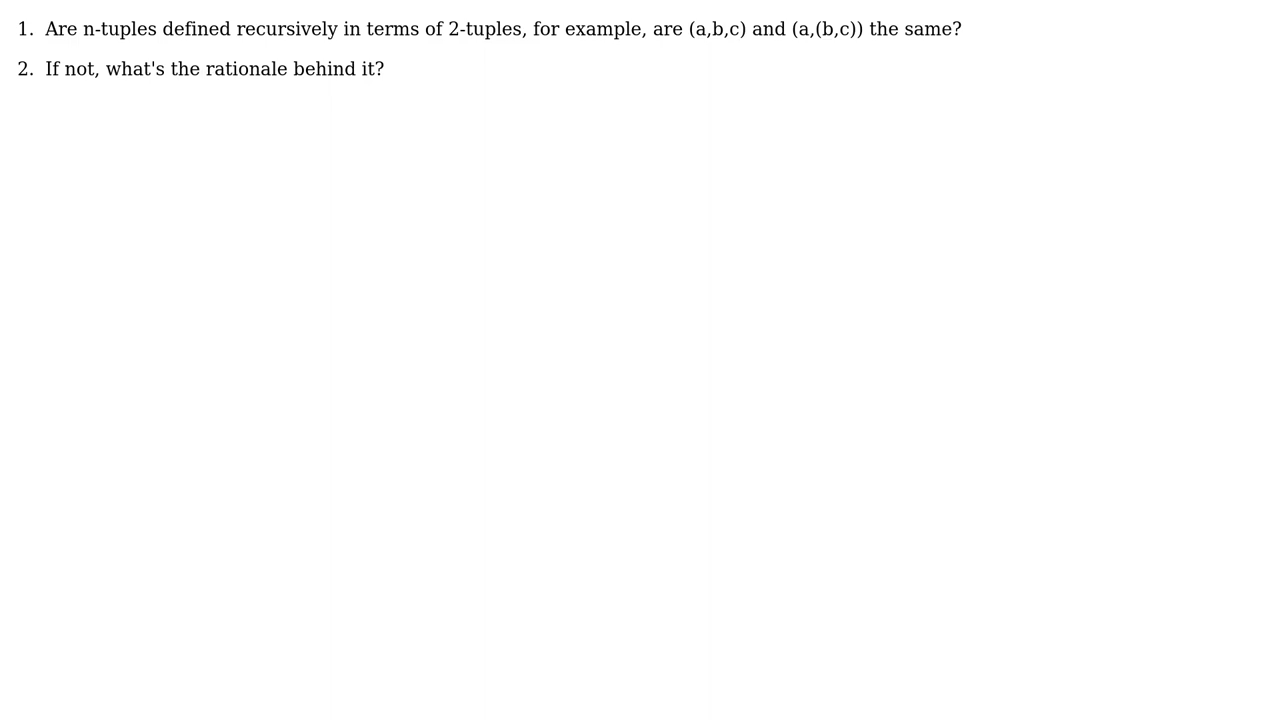 1. Are n-tuples defined recursively in terms of 2-tuples, for example, are (a,b,c) and (a,(b,c)) the same?
2. If not, what's the rationale behind it?